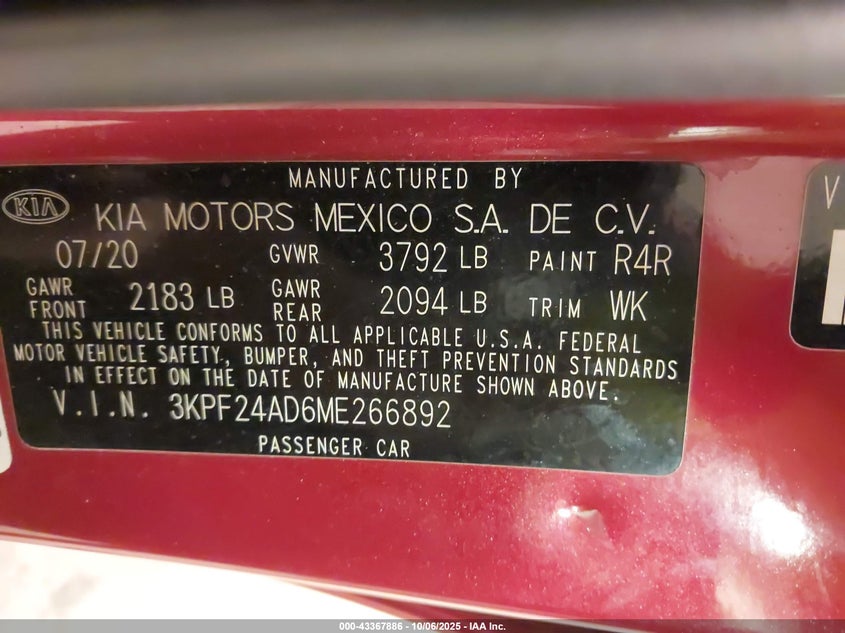 MANUFACTURED BY
KIA
KIA MOTORS MEXICO S.A. DE C.V.
07/20 GVWR 3792 LB PAINT R4R
GAWR FRONT 2183 LB GAWR REAR 2094 LB TRIM WK
THIS VEHICLE CONFORMS TO ALL APPLICABLE U.S.A. FEDERAL
MOTOR VEHICLE SAFETY, BUMPER, AND THEFT PREVENTION STANDARDS
IN EFFECT ON THE DATE OF MANUFACTURE SHOWN ABOVE.
V.I.N. 3KPF24AD6ME266892
PASSENGER CAR
V
000-43367886 - 10/06/2025 - IAA Inc.